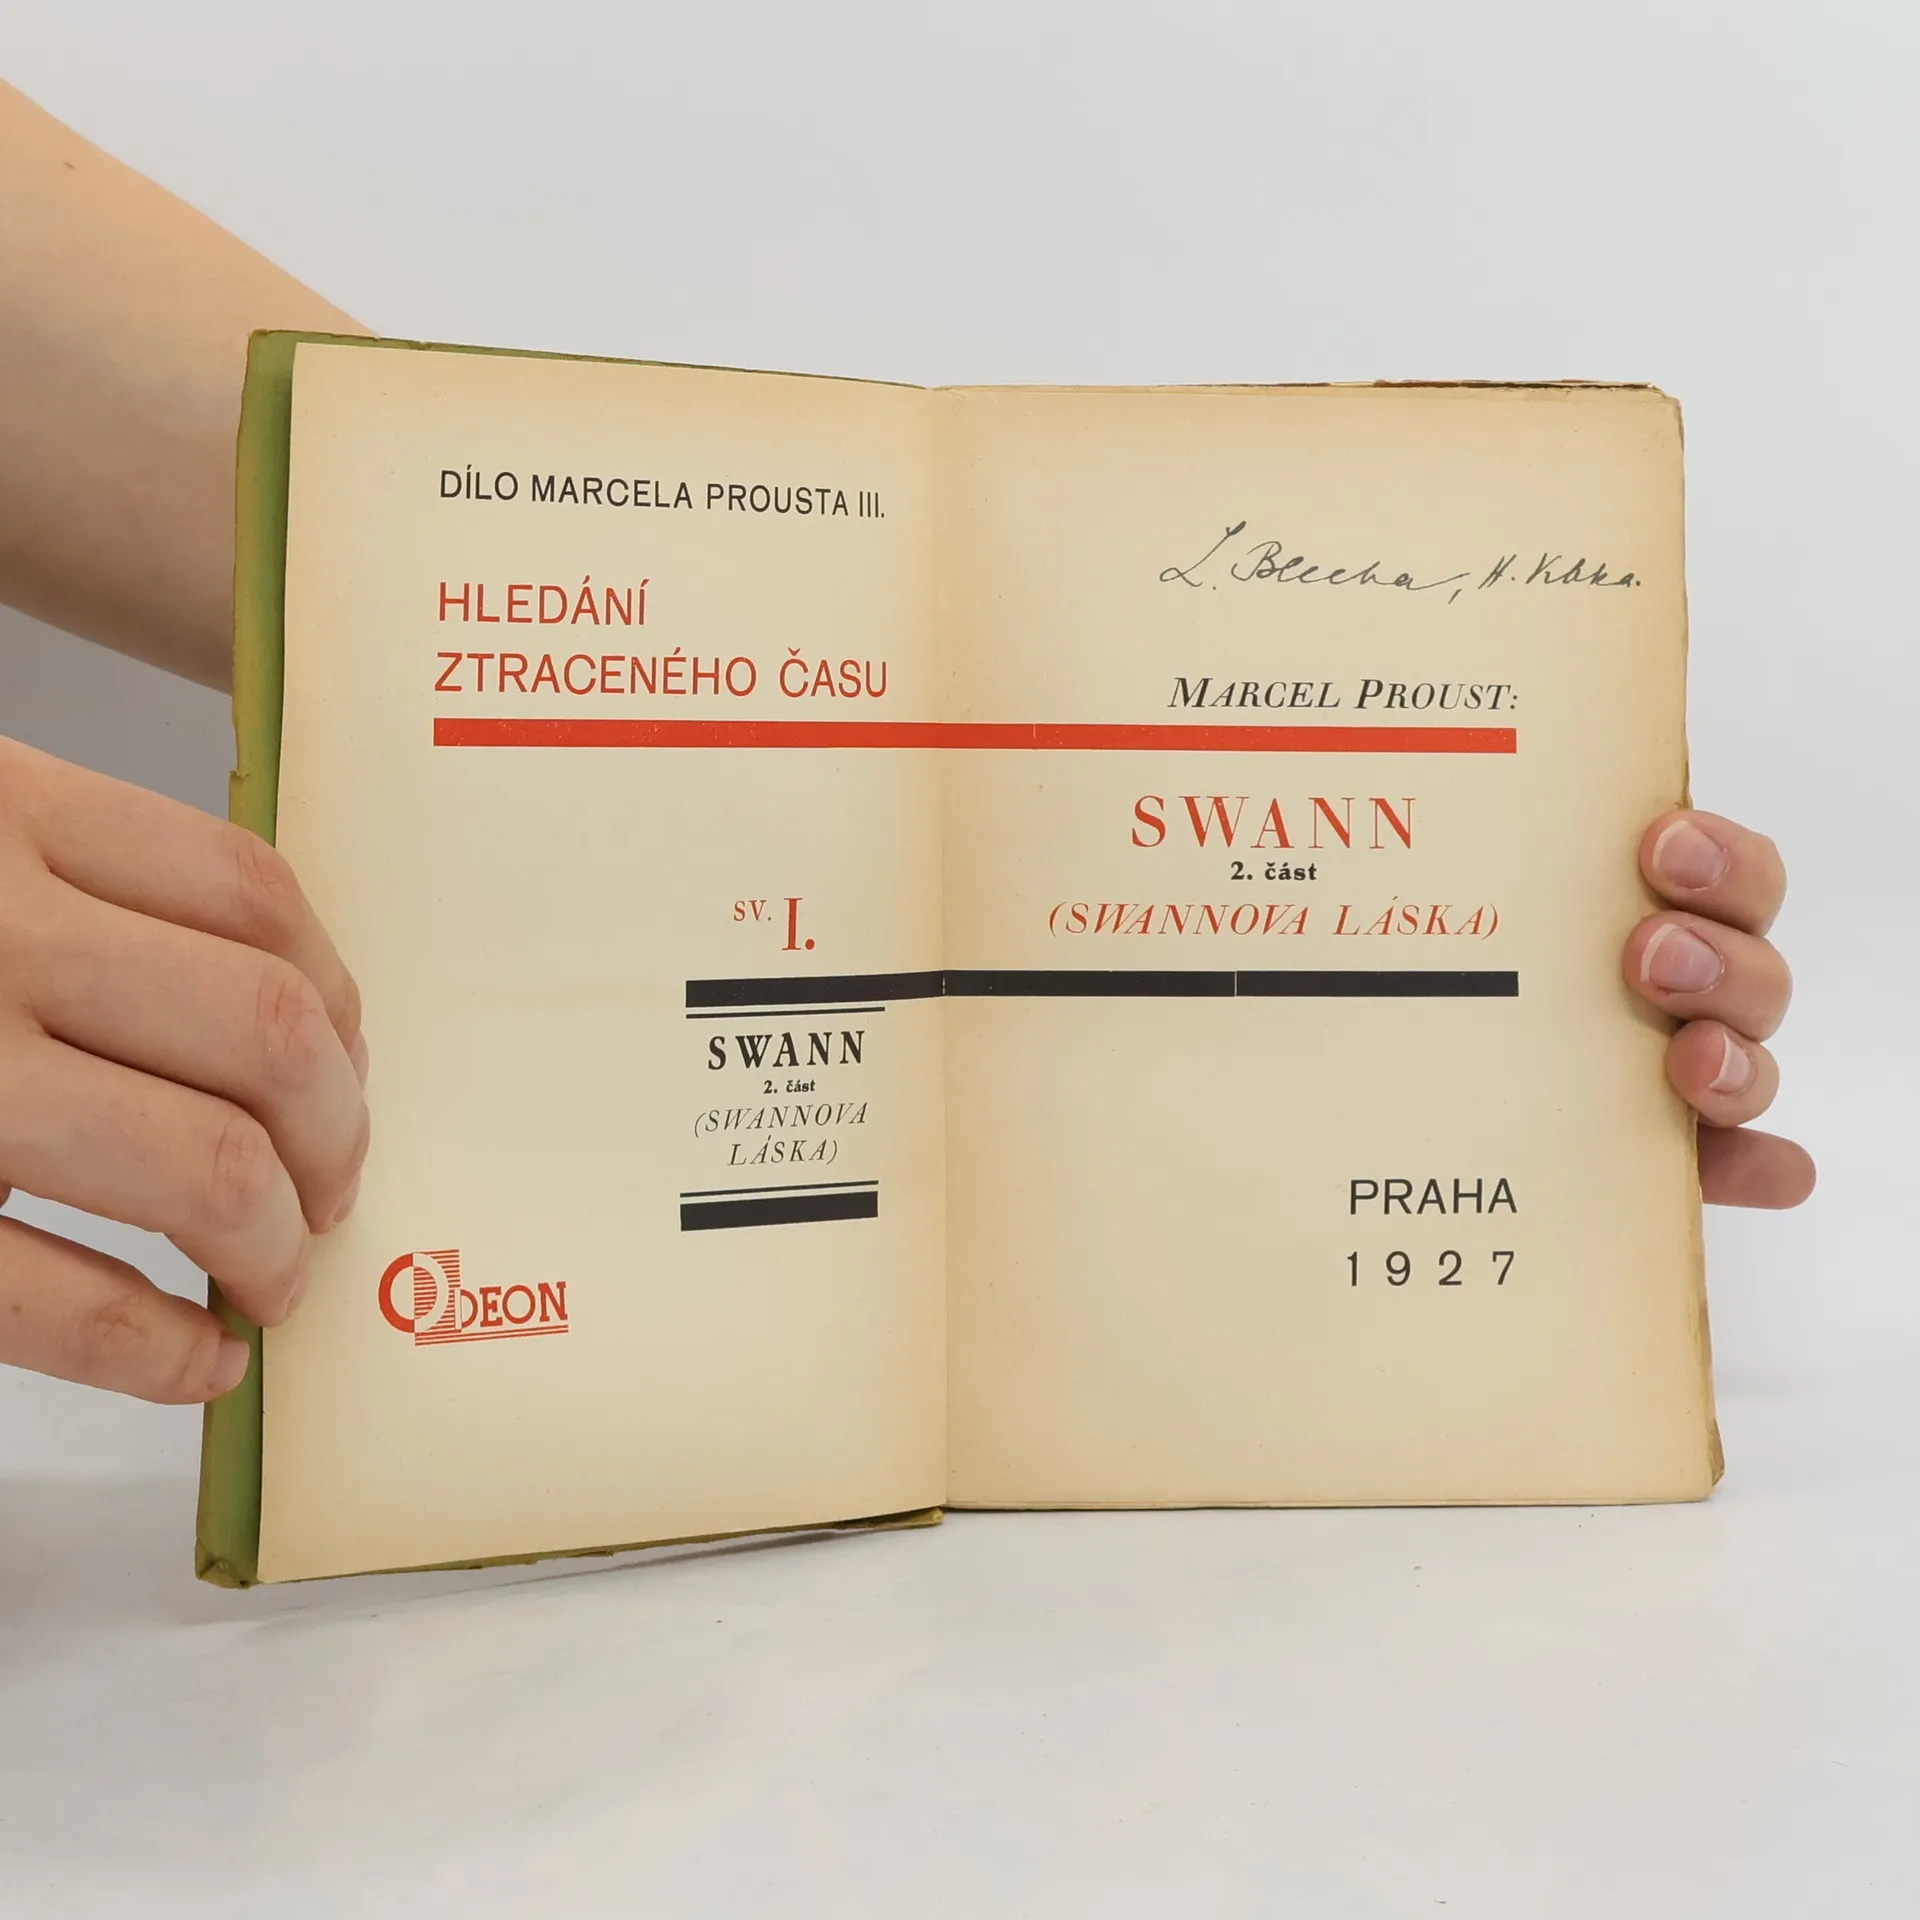 DÍLO MARCELA PROUSTA III.
HLEDÁNÍ
ZTRACENÉHO ČASU
SV. I.
SWANN
2. část
(SWANNOVA
LÁSKA)
ODEON
L. Blecha, H.
MARCEL PROUST:
SWANN
2. část
(SWANNOVA LÁSKA)
PRAHA
1927